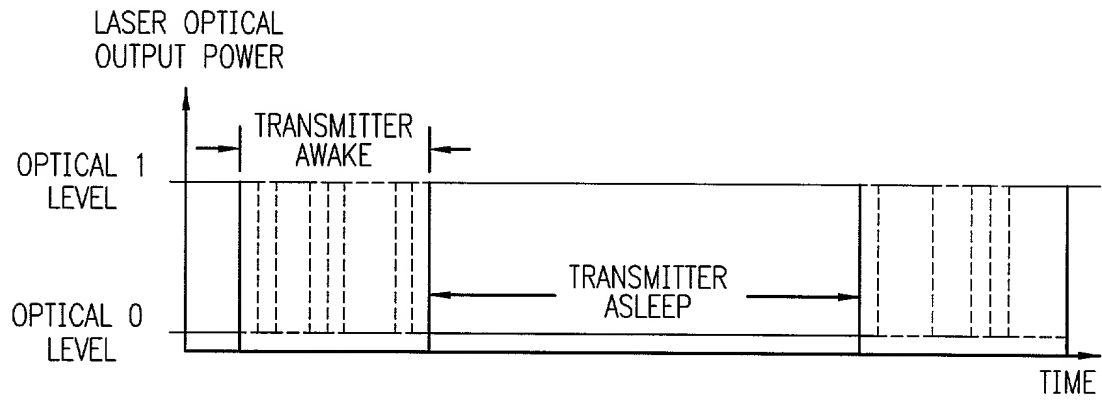 LASER OPTICAL
OUTPUT POWER
TRANSMITTER
AWAKE
OPTICAL 1
LEVEL
TRANSMITTER
ASLEEP
OPTICAL 0
LEVEL
TIME